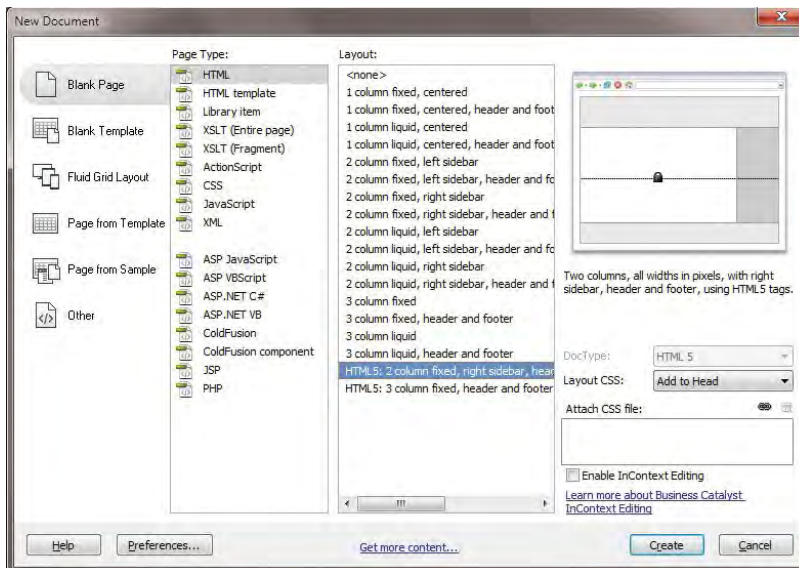 New Document
Blank Page
Blank Template
Fluid Grid Layout
Page from Template
Page from Sample
Other
Page Type:
HTML
HTML template
Library item
XSLT (Entire page)
XSLT (Fragment)
ActionScript
CSS
JavaScript
XML
ASP JavaScript
ASP VBScript
ASP.NET C#
ASP.NET VB
ColdFusion
ColdFusion component
JSP
PHP
Layout:
<none>
1 column fixed, centered
1 column fixed, centered, header and foot
1 column liquid, centered
1 column liquid, centered, header and foot
2 column fixed, left sidebar
2 column fixed, left sidebar, header and fo
2 column fixed, right sidebar
2 column fixed, right sidebar, header and f
2 column liquid, left sidebar
2 column liquid, left sidebar, header and fo
2 column liquid, right sidebar
2 column liquid, right sidebar, header and f
3 column fixed
3 column fixed, header and footer
3 column liquid
3 column liquid, header and footer
HTML5: 2 column fixed, right sidebar, head
HTML5: 3 column fixed, header and footer
Two columns, all widths in pixels, with right
sidebar, header and footer, using HTML5 tags.
DocType: HTML 5
Layout CSS: Add to Head
Attach CSS file:
Enable InContext Editing
Learn more about Business Catalyst
InContext Editing
Help
Preferences...
Get more content...
Create
Cancel